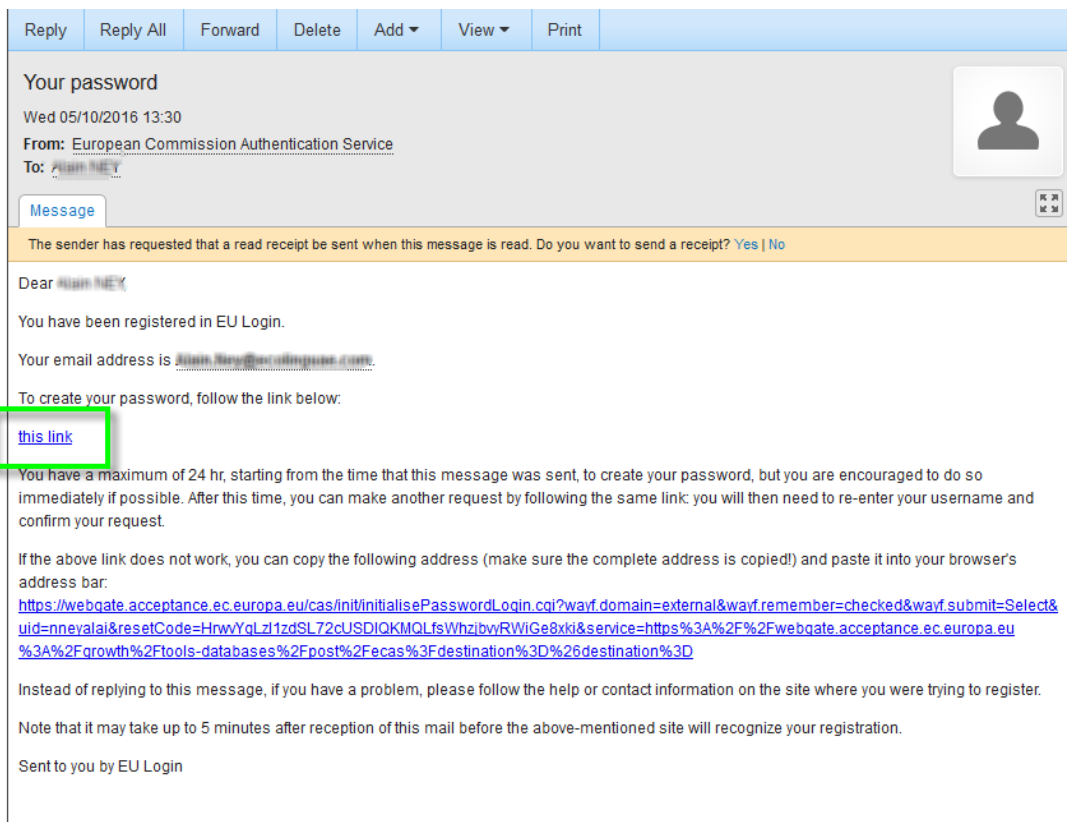 Reply Reply All Forward Delete Add View Print
Your password
Wed 05/10/2016 13:30
From: European Commission Authentication Service
To:
Message
The sender has requested that a read receipt be sent when this message is read. Do you want to send a receipt? Yes | No
Dear
You have been registered in EU Login.
Your email address is
To create your password, follow the link below:
this link
You have a maximum of 24 hr, starting from the time that this message was sent, to create your password, but you are encouraged to do so
immediately if possible. After this time, you can make another request by following the same link: you will then need to re-enter your username and
confirm your request.
If the above link does not work, you can copy the following address (make sure the complete address is copied!) and paste it into your browser's
address bar:
https://webgate.acceptance.ec.europa.eu/cas/init/initialisePasswordLogin.cgi?wayf.domain=external&wayf.remember=checked&wayf.submit=Select&
uid=nneyalai&resetCode=HrwvYqLzI1zdSL72cUSDIQKMQLfsWhzjbvyRWiGe8xki&service=https%3A%2F%2Fwebgate.acceptance.ec.europa.eu
%3A%2Fgrowth%2Ftools-databases%2Fpost%2Fecas%3Fdestination%3D%26destination%3D
Instead of replying to this message, if you have a problem, please follow the help or contact information on the site where you were trying to register.
Note that it may take up to 5 minutes after reception of this mail before the above-mentioned site will recognize your registration.
Sent to you by EU Login